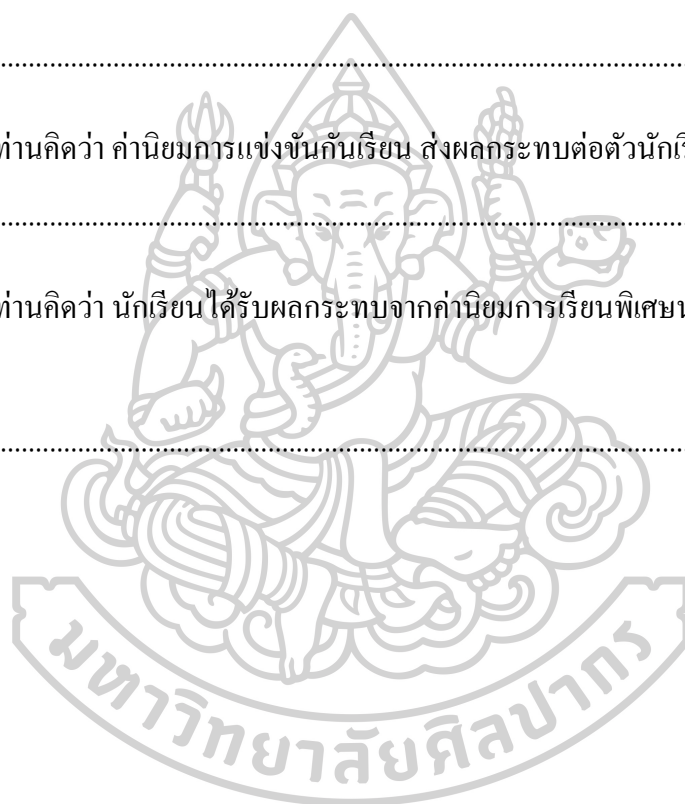 ................................................................................................
ท่านคิดว่า ค่านิยมการแข่งขันกันเรียน ส่งผลกระทบต่อตัวนักเรี
................................................................................................
ท่านคิดว่า นักเรียนได้รับผลกระทบจากค่านิยมการเรียนพิเศษ
................................................................................................
มหาวิทยาลัยศิลปากร